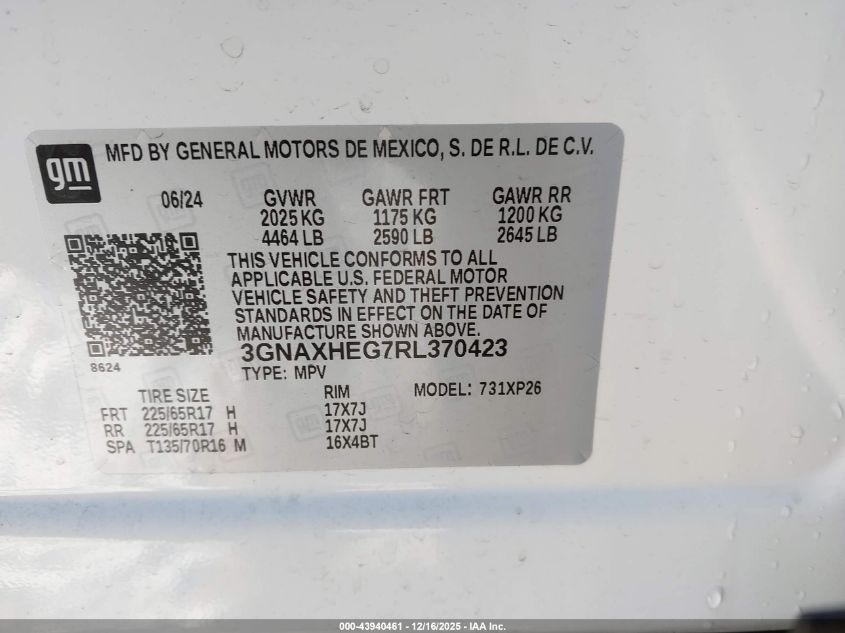 gm MFD BY GENERAL MOTORS DE MEXICO, S. DE R.L. DE C.V.
06/24 GVWR GAWR FRT GAWR RR
2025 KG 1175 KG 1200 KG
4464 LB 2590 LB 2645 LB
THIS VEHICLE CONFORMS TO ALL
APPLICABLE U.S. FEDERAL MOTOR
VEHICLE SAFETY AND THEFT PREVENTION
STANDARDS IN EFFECT ON THE DATE OF
MANUFACTURE SHOWN ABOVE.
3GNAXHEG7RL370423
8624 TYPE: MPV
TIRE SIZE RIM MODEL: 731XP26
FRT 225/65R17 H 17X7J
RR 225/65R17 H 17X7J
SPA T135/70R16 M 16X4BT
000-43940461 - 12/16/2025 - IAA Inc.